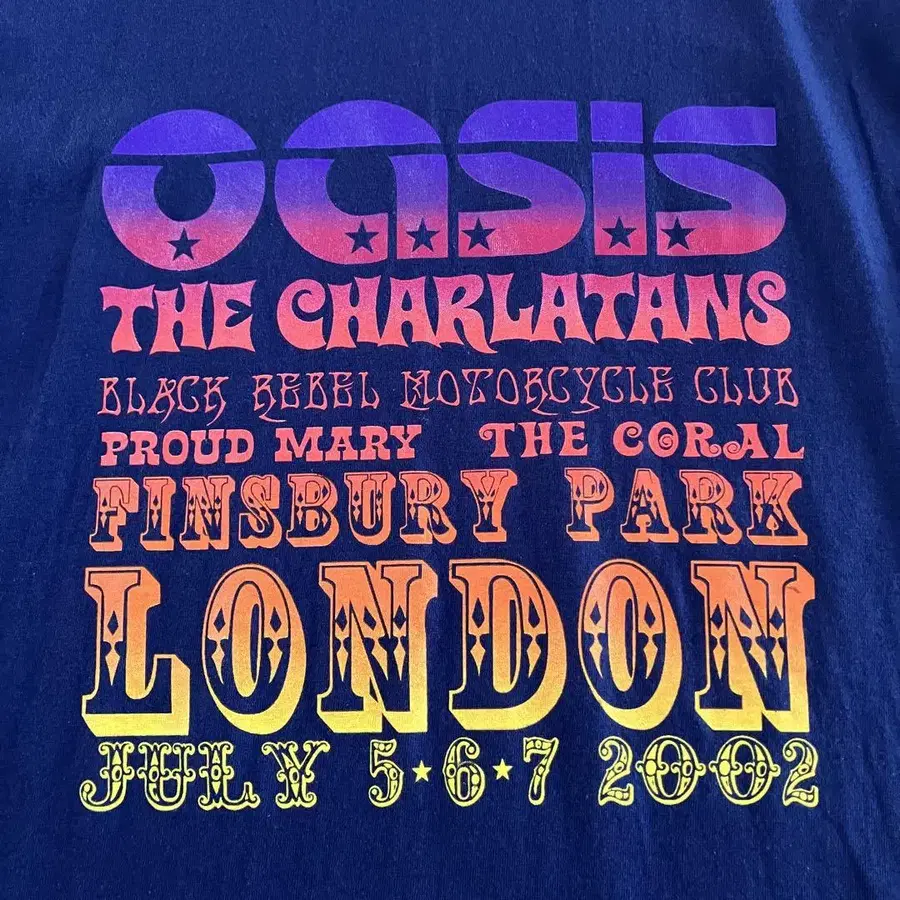 oasis
THE CHARLATANS
BLACK REBEL MOTORCYCLE CLUB
PROUD MARY THE CORAL
FINSBURY PARK
LONDON
JULY 5★6★7 2002